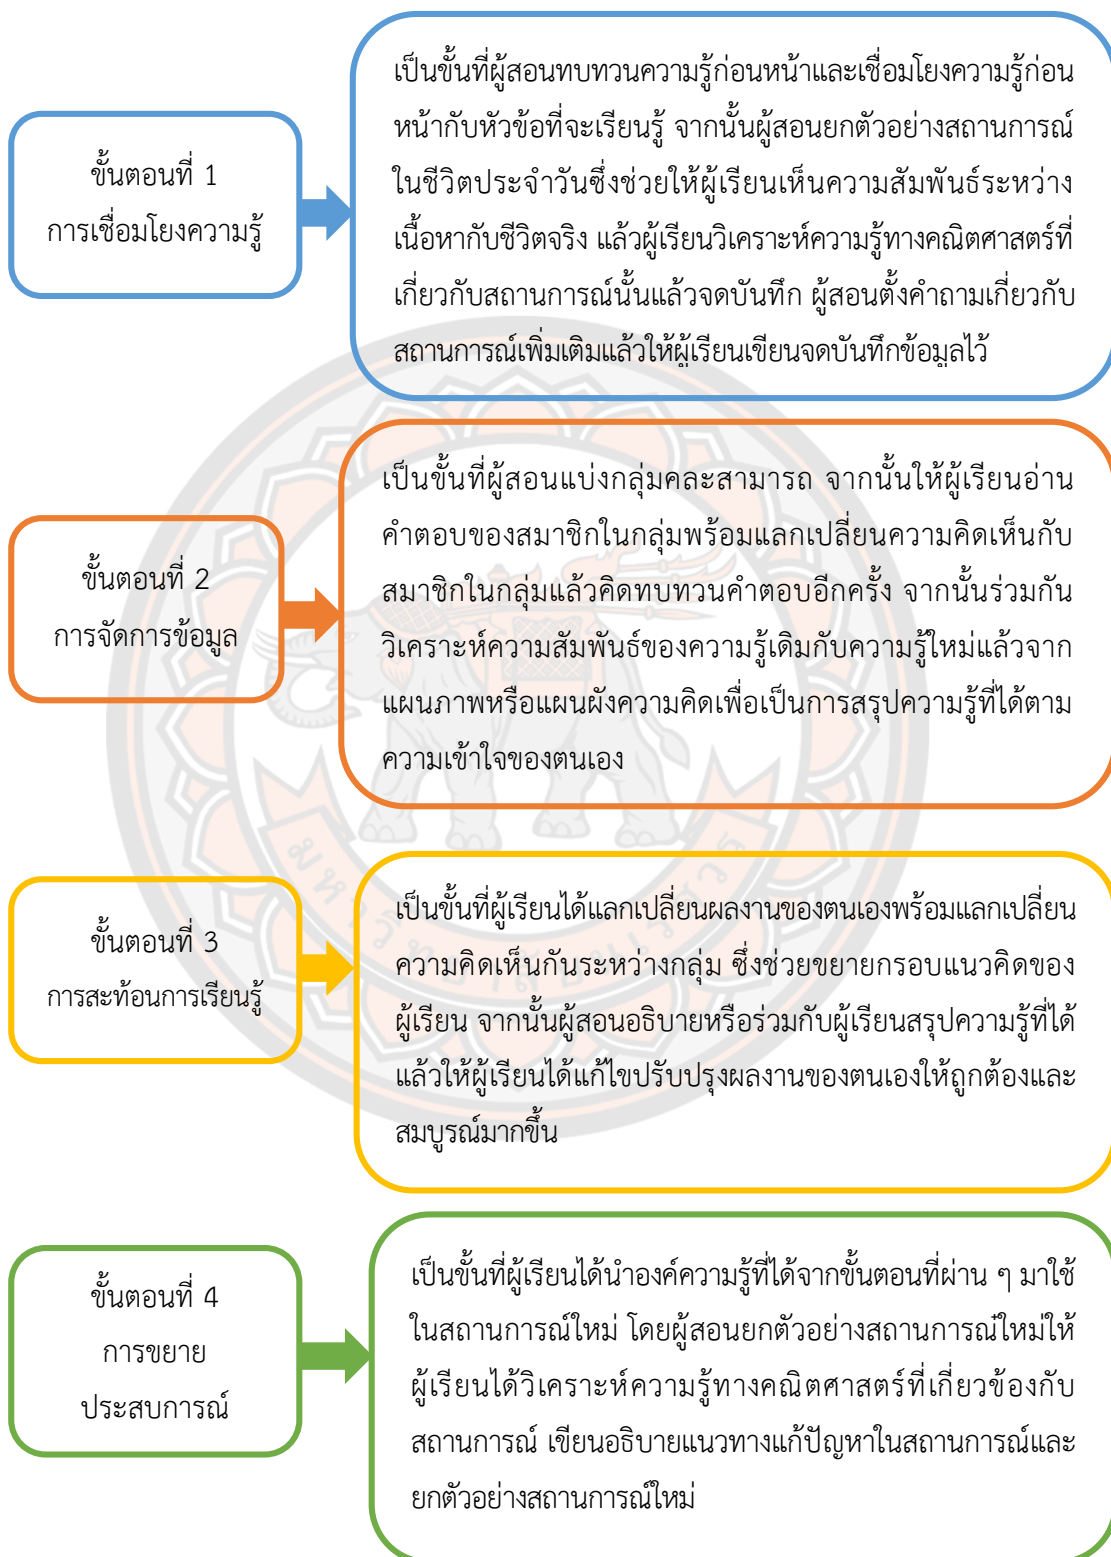 ขั้นตอนที่ 1
การเชื่อมโยงความรู้
เป็นขั้นที่ผู้สอนทบทวนความรู้ก่อนหน้าและเชื่อมโยงความรู้ก่อน
หน้ากับหัวข้อที่จะเรียนรู้ จากนั้นผู้สอนยกตัวอย่างสถานการณ์
ในชีวิตประจำวันซึ่งช่วยให้ผู้เรียนเห็นความสัมพันธ์ระหว่าง
เนื้อหากับชีวิตจริง แล้วผู้เรียนวิเคราะห์ความรู้ทางคณิตศาสตร์ที่
เกี่ยวกับสถานการณ์นั้นแล้วจดบันทึก ผู้สอนตั้งคำถามเกี่ยวกับ
สถานการณ์เพิ่มเติมแล้วให้ผู้เรียนเขียนจดบันทึกข้อมูลไว้
ขั้นตอนที่ 2
การจัดการข้อมูล
เป็นขั้นที่ผู้สอนแบ่งกลุ่มคละสามารถ จากนั้นให้ผู้เรียนอ่าน
คำตอบของสมาชิกในกลุ่มพร้อมแลกเปลี่ยนความคิดเห็นกับ
สมาชิกในกลุ่มแล้วคิดทบทวนคำตอบอีกครั้ง จากนั้นร่วมกัน
วิเคราะห์ความสัมพันธ์ของความรู้เดิมกับความรู้ใหม่แล้วจาก
แผนภาพหรือแผนผังความคิดเพื่อเป็นการสรุปความรู้ที่ได้ตาม
ความเข้าใจของตนเอง
ขั้นตอนที่ 3
การสะท้อนการเรียนรู้
เป็นขั้นที่ผู้เรียนได้แลกเปลี่ยนผลงานของตนเองพร้อมแลกเปลี่ยน
ความคิดเห็นกันระหว่างกลุ่ม ซึ่งช่วยขยายกรอบแนวคิดของ
ผู้เรียน จากนั้นผู้สอนอธิบายหรือร่วมกับผู้เรียนสรุปความรู้ที่ได้
แล้วให้ผู้เรียนได้แก้ไขปรับปรุงผลงานของตนเองให้ถูกต้องและ
สมบูรณ์มากขึ้น
ขั้นตอนที่ 4
การขยาย
ประสบการณ์
เป็นขั้นที่ผู้เรียนได้นำองค์ความรู้ที่ได้จากขั้นตอนที่ผ่าน ๆ มาใช้
ในสถานการณ์ใหม่ โดยผู้สอนยกตัวอย่างสถานการณ์ใหม่ให้
ผู้เรียนได้วิเคราะห์ความรู้ทางคณิตศาสตร์ที่เกี่ยวข้องกับ
สถานการณ์ เขียนอธิบายแนวทางแก้ปัญหาในสถานการณ์และ
ยกตัวอย่างสถานการณ์ใหม่
มหาวิทยาลัยนเรศวร